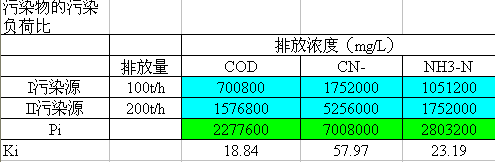 污染物的污染
负荷比
排放浓度（mg/L）
排放量 COD CN- NH3-N
I污染源 100t/h 700800 1752000 1051200
II污染源 200t/h 1576800 5256000 1752000
Pi 2277600 7008000 2803200
Ki 18.84 57.97 23.19